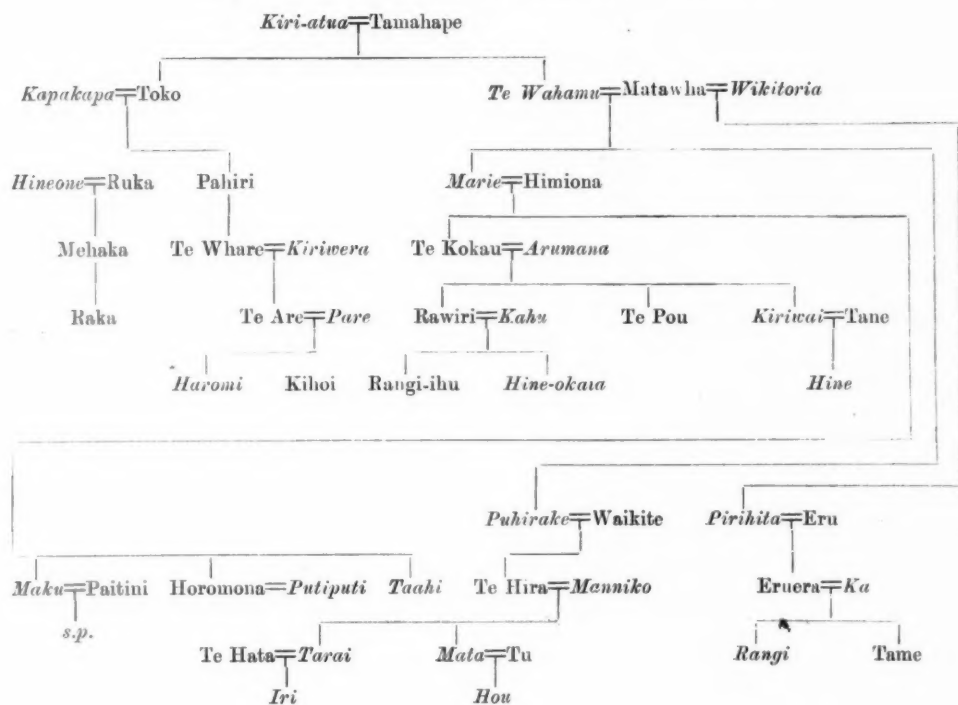 Kiri-atua=Tamahape
Kapakapa=Toko Te Wahamu=Matawha=Wikitoria
Hineone=Ruka Pahiri Marie=Himiona
Mehaka Te Whare=Kiriwera Te Kokau=Arumana
Raka Te Are=Pare Rawiri=Kahu Te Pou Kiriwai=Tane
Haromi Kihoi Rangi-ihu Hine-okaia Hine
Puhirake=Waikite Pirihita=Eru
Maku=Paitini Horomona=Putiputi Taahi Te Hira=Manniko Eruera=Ka
s.p.
Te Hata=Tarai Mata=Tu Rangi Tame
Iri Hou